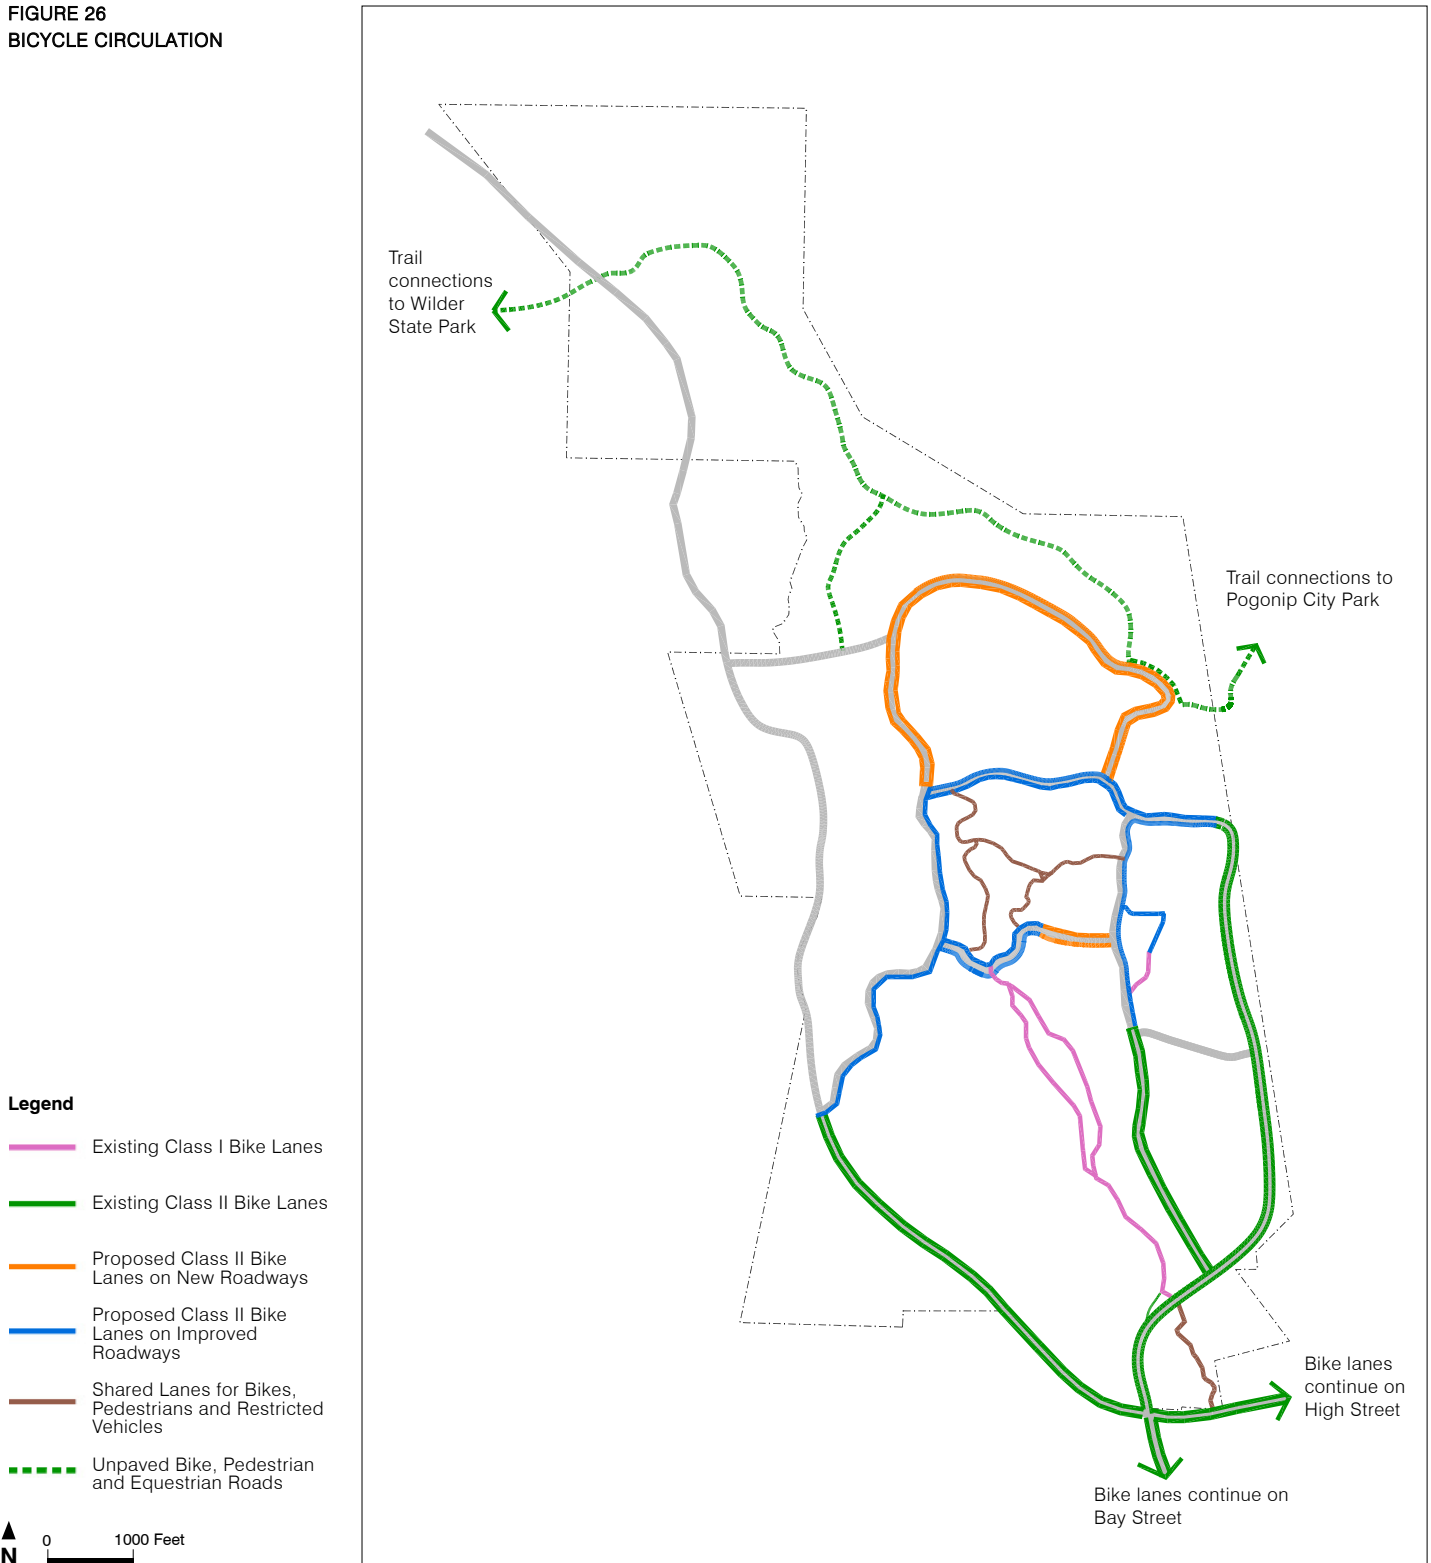 FIGURE 26
BICYCLE CIRCULATION
Trail
connections
to Wilder
State Park
Trail connections to
Pogonip City Park
Legend
Existing Class I Bike Lanes
Existing Class II Bike Lanes
Proposed Class II Bike
Lanes on New Roadways
Proposed Class II Bike
Lanes on Improved
Roadways
Shared Lanes for Bikes,
Pedestrians and Restricted
Vehicles
Unpaved Bike, Pedestrian
and Equestrian Roads
Bike lanes
continue on
High Street
Bike lanes continue on
Bay Street
0 1000 Feet
N